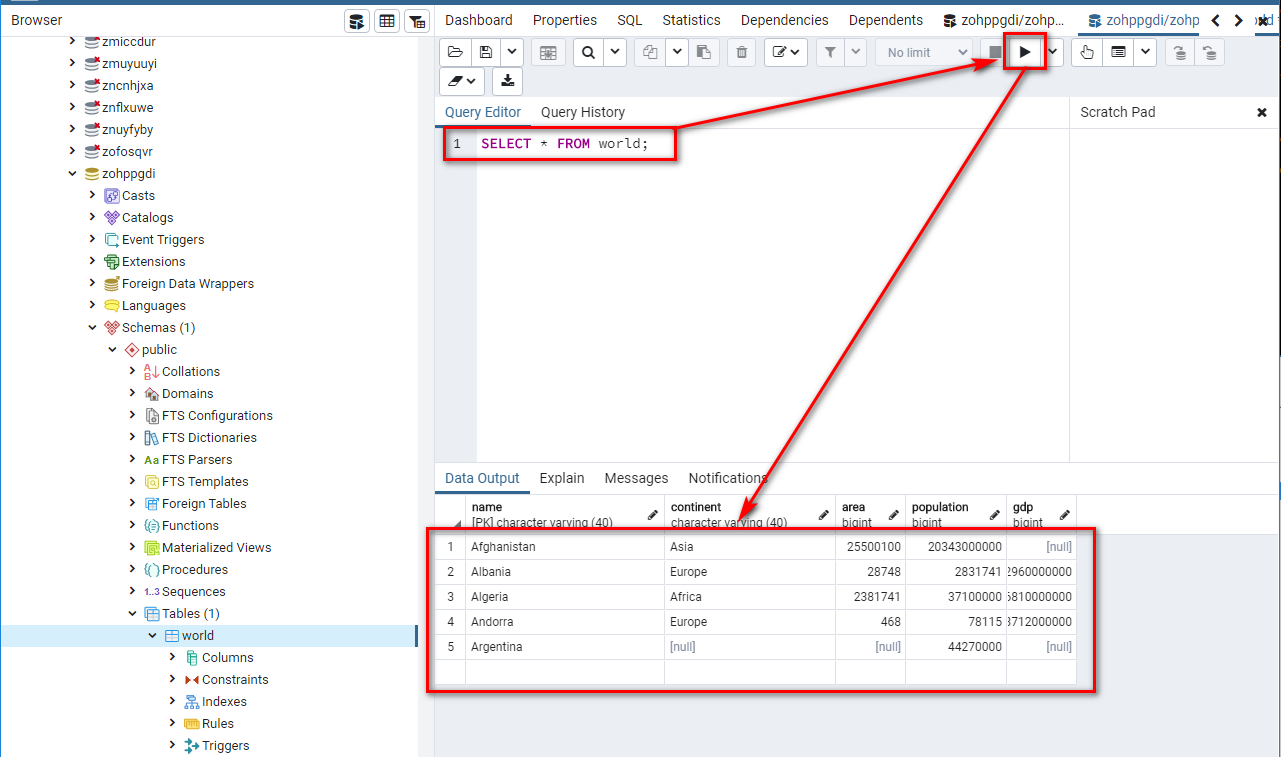 Browser
zmiccdur
zmuyuuyi
zncnhjxa
znflxuwe
znuyfyby
zofosqvr
zohppgdi
Casts
Catalogs
Event Triggers
Extensions
Foreign Data Wrappers
Languages
Schemas (1)
public
Collations
Domains
FTS Configurations
FTS Dictionaries
Aa FTS Parsers
FTS Templates
Foreign Tables
Functions
Materialized Views
Procedures
1..3 Sequences
Tables (1)
world
Columns
Constraints
Indexes
Rules
Triggers
Dashboard Properties SQL Statistics Dependencies Dependents zohppgdi/zohp... zohppgdi/zohp
No limit
Query Editor Query History Scratch Pad
1 SELECT * FROM world;
Data Output Explain Messages Notifications
name continent area population gdp
[PK] character varying (40) character varying (40) bigint bigint bigint
1 Afghanistan Asia 25500100 20343000000 [null]
2 Albania Europe 28748 2831741 2960000000
3 Algeria Africa 2381741 37100000 6810000000
4 Andorra Europe 468 78115 3712000000
5 Argentina [null] [null] 44270000 [null]